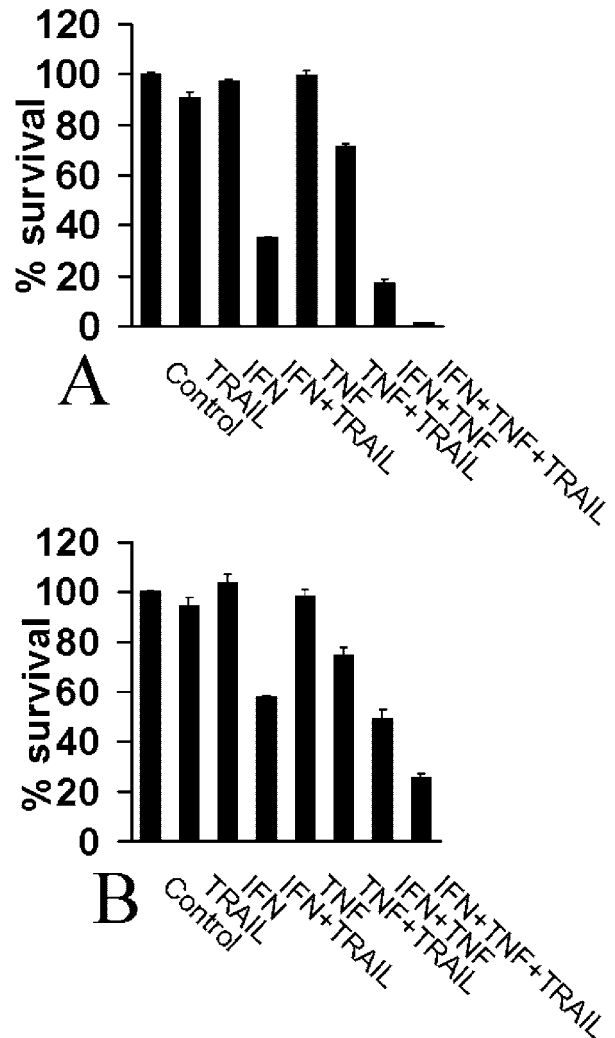 120
100
80
60
40
20
0
% survival
Control
TRAIL
IFN
IFN+TRAIL
TNF
TNF+TRAIL
IFN+TNF
IFN+TNF+TRAIL
A
120
100
80
60
40
20
0
% survival
Control
TRAIL
IFN
IFN+TRAIL
TNF
TNF+TRAIL
IFN+TNF
IFN+TNF+TRAIL
B